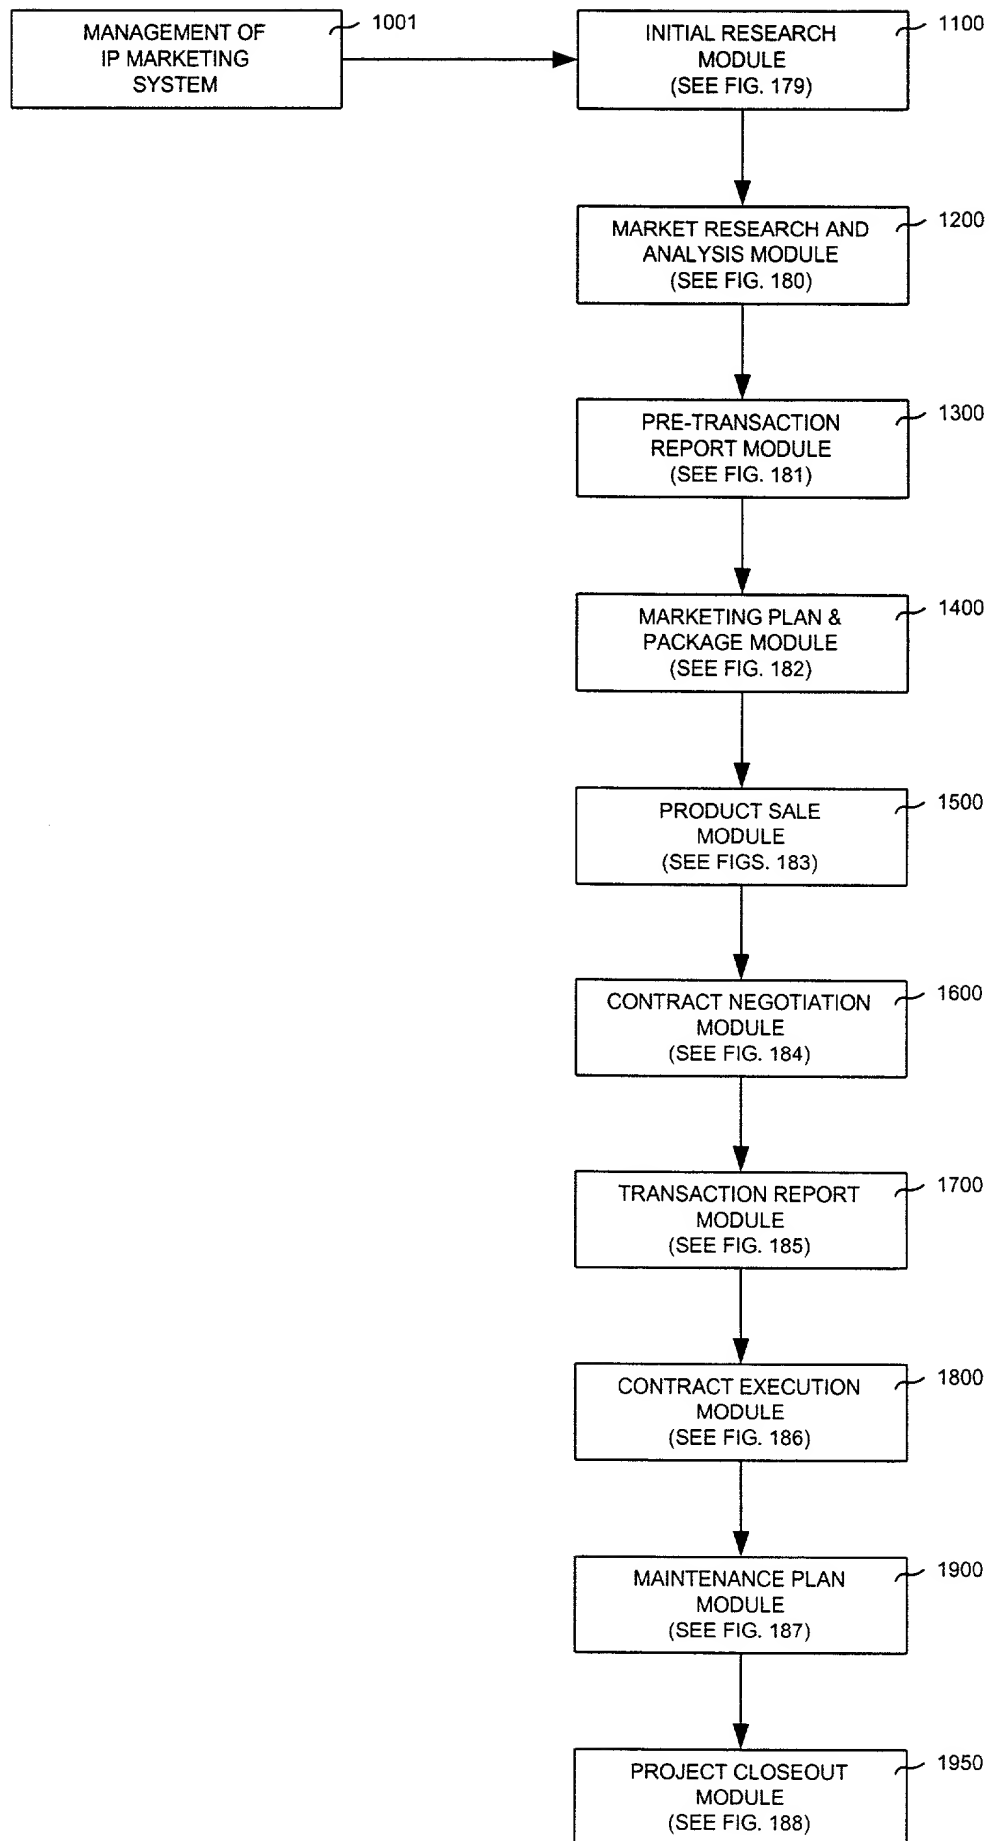 MANAGEMENT OF
IP MARKETING
SYSTEM
1001
INITIAL RESEARCH
MODULE
(SEE FIG. 179)
1100
MARKET RESEARCH AND
ANALYSIS MODULE
(SEE FIG. 180)
1200
PRE-TRANSACTION
REPORT MODULE
(SEE FIG. 181)
1300
MARKETING PLAN &
PACKAGE MODULE
(SEE FIG. 182)
1400
PRODUCT SALE
MODULE
(SEE FIGS. 183)
1500
CONTRACT NEGOTIATION
MODULE
(SEE FIG. 184)
1600
TRANSACTION REPORT
MODULE
(SEE FIG. 185)
1700
CONTRACT EXECUTION
MODULE
(SEE FIG. 186)
1800
MAINTENANCE PLAN
MODULE
(SEE FIG. 187)
1900
PROJECT CLOSEOUT
MODULE
(SEE FIG. 188)
1950